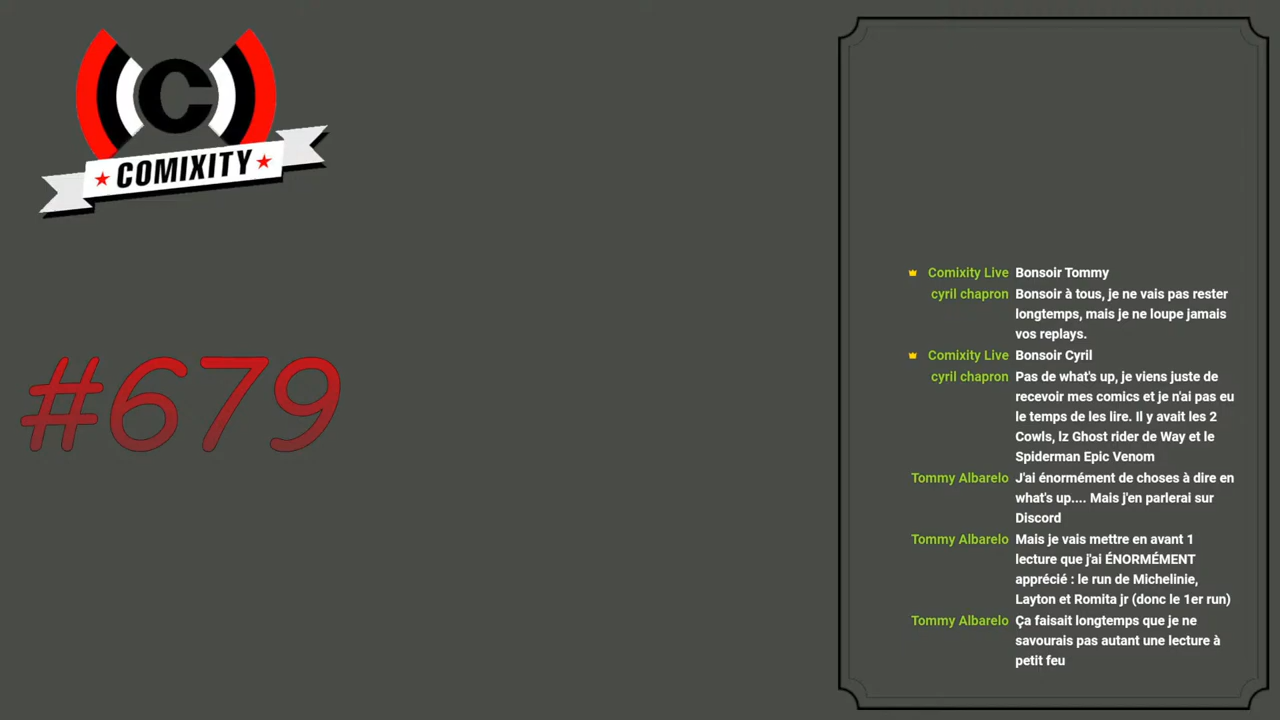 C
COMIXITY
#679
Comixity Live Bonsoir Tommy
cyril chapron Bonsoir à tous, je ne vais pas rester
longtemps, mais je ne loupe jamais
vos replays.
Comixity Live Bonsoir Cyril
cyril chapron Pas de what's up, je viens juste de
recevoir mes comics et je n'ai pas eu
le temps de les lire. Il y avait les 2
Cowls, lz Ghost rider de Way et le
Spiderman Epic Venom
Tommy Albarelo J'ai énormément de choses à dire en
what's up.... Mais j'en parlerai sur
Discord
Tommy Albarelo Mais je vais mettre en avant 1
lecture que j'ai ÉNORMÉMENT
apprécié : le run de Michelinie,
Layton et Romita jr (donc le 1er run)
Tommy Albarelo Ça faisait longtemps que je ne
savourais pas autant une lecture à
petit feu